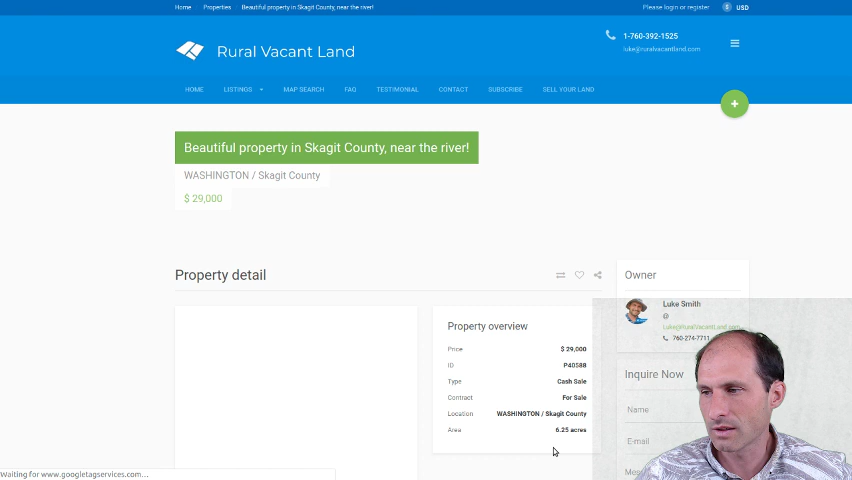 Home Properties Beautiful property in Skagit County, near the river!
Please login or register $ USD
Rural Vacant Land
1-760-392-1525
luke@ruralvacantland.com
HOME LISTINGS MAP SEARCH FAQ TESTIMONIAL CONTACT SUBSCRIBE SELL YOUR LAND
+
Beautiful property in Skagit County, near the river!
WASHINGTON / Skagit County
$ 29,000
Property detail
Property overview
Price $ 29,000
ID P40588
Type Cash Sale
Contract For Sale
Location WASHINGTON / Skagit County
Area 6.25 acres
Owner
Luke Smith
@
Luke@RuralVacantLand.com
760-274-7711
Inquire Now
Name
E-mail
Waiting for www.googletagservices.com...